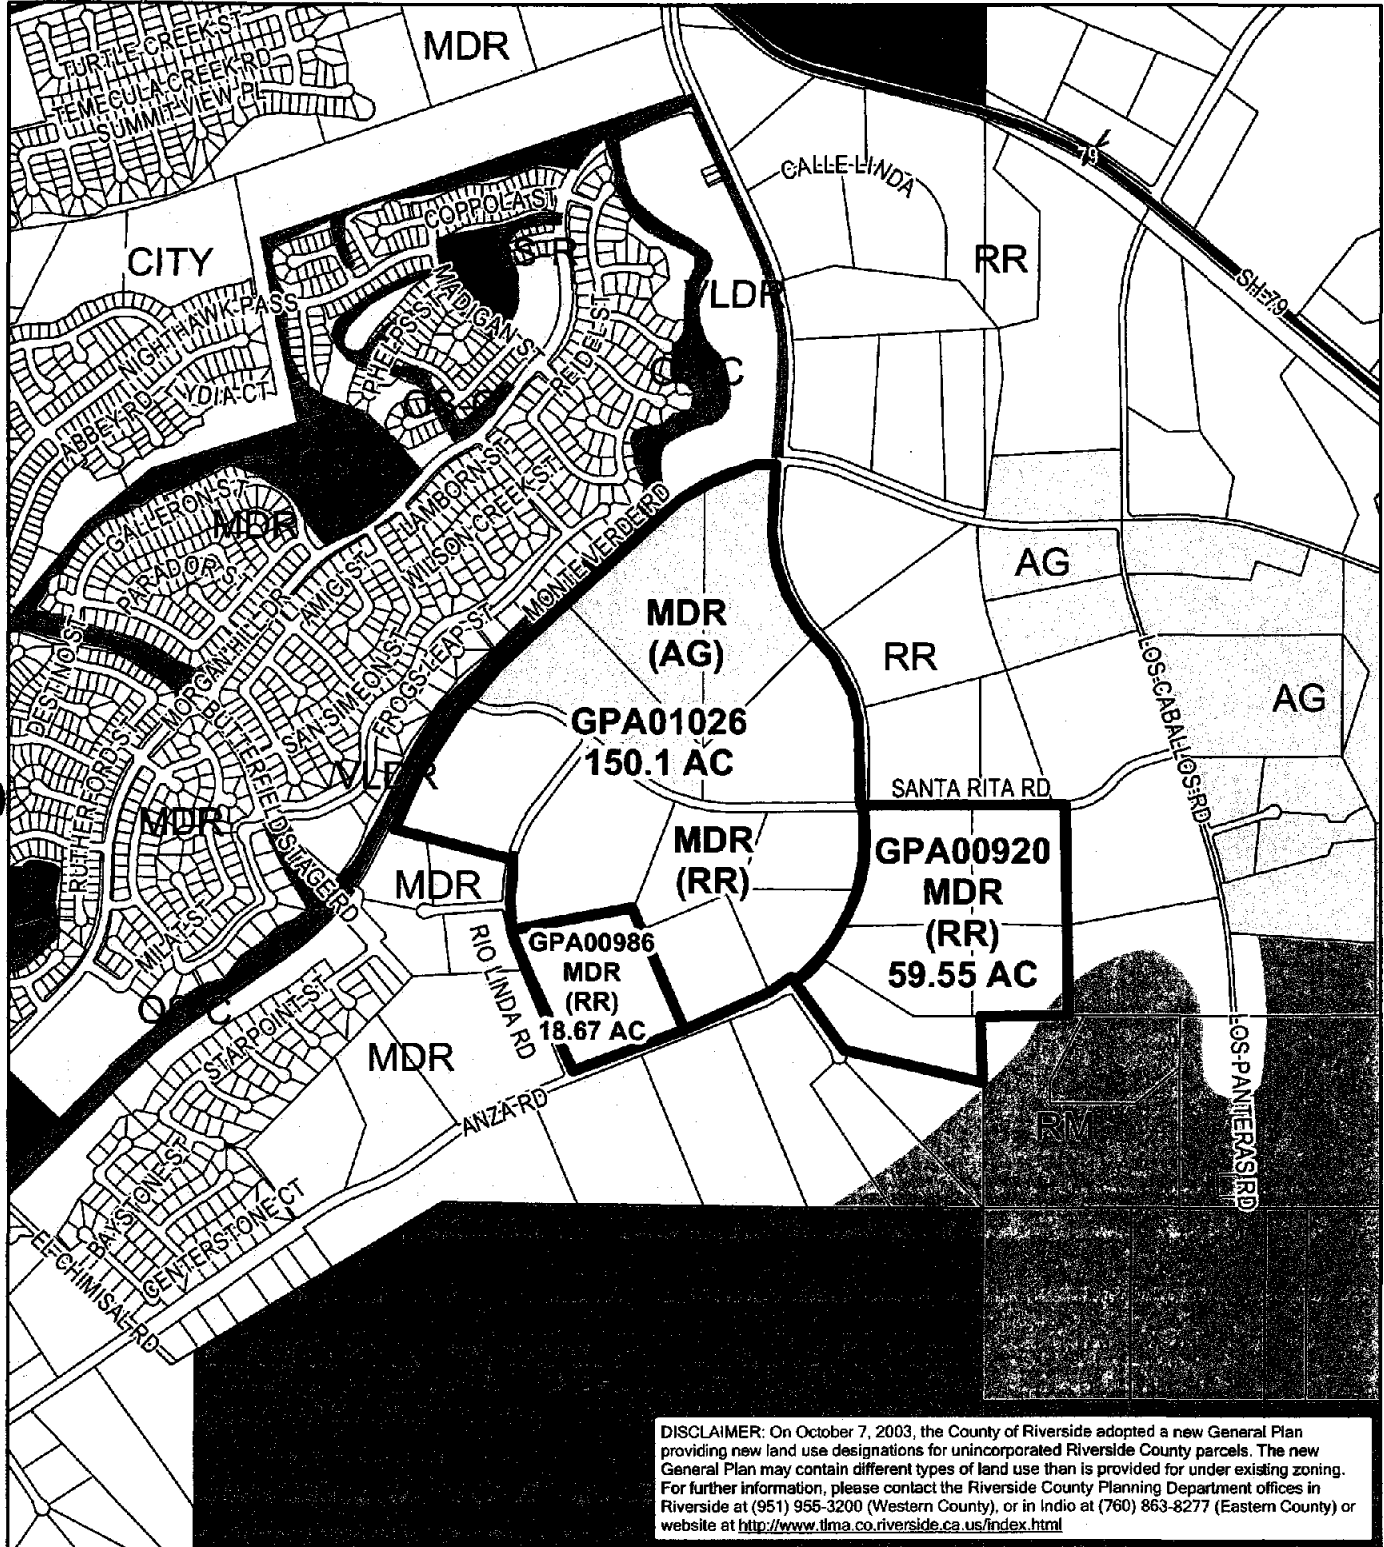 TURTLE CREEK ST
TEMECULA CREEK RD
SUMMIT VIEW PL
MDR
79
CALLE LINDA
COPPOLA ST
CITY
RR
VLDR
SH-79
NIGHTHAWK PASS
MADIGAN ST
PHELPS ST
REIDEL ST
YDIA CT
ABBEY RD
HAMBORN ST
WILSON CREEK ST
GALLERON ST
MDR
MONTE VERDE RD
PARADOR ST
AMICI ST
AG
MDR
(AG)
RR
LOS CABALLOS RD
AG
DESTINO ST
MORGAN HILL DR
BUTTERFIELD STAGE RD
SAN SIMEON ST
FROGS LEAP ST
GPA01026
150.1 AC
VLDR
SANTA RITA RD
RUTHERFORD ST
MDR
MDR
(RR)
GPA00920
MDR
(RR)
59.55 AC
MDR
MILAT ST
RIO LINDA RD
GPA00986
MDR
(RR)
18.67 AC
STARPOINT ST
MDR
ANZA RD
RM
LOS PANTERAS RD
BAYSTONE ST
CENTERSTONE CT
EL CHIMISAL RD
DISCLAIMER: On October 7, 2003, the County of Riverside adopted a new General Plan
providing new land use designations for unincorporated Riverside County parcels. The new
General Plan may contain different types of land use than is provided for under existing zoning.
For further information, please contact the Riverside County Planning Department offices in
Riverside at (951) 955-3200 (Western County), or in Indio at (760) 863-8277 (Eastern County) or
website at http://www.tlma.co.riverside.ca.us/index.html